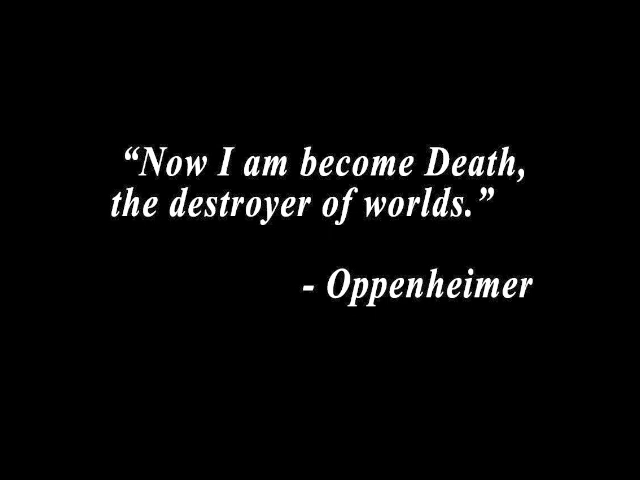 “Now I am become Death,
the destroyer of worlds.”
- Oppenheimer